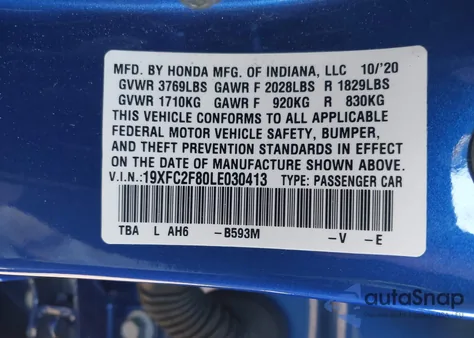 MFD. BY HONDA MFG. OF INDIANA, LLC 10/'20
GVWR 3769LBS GAWR F 2028LBS R 1829LBS
GVWR 1710KG GAWR F 920KG R 830KG
THIS VEHICLE CONFORMS TO ALL APPLICABLE
FEDERAL MOTOR VEHICLE SAFETY, BUMPER,
AND THEFT PREVENTION STANDARDS IN EFFECT
ON THE DATE OF MANUFACTURE SHOWN ABOVE.
V.I.N.:19XFC2F80LE030413 TYPE: PASSENGER CAR
TBA L AH6 -B593M -V -E
autoSnap